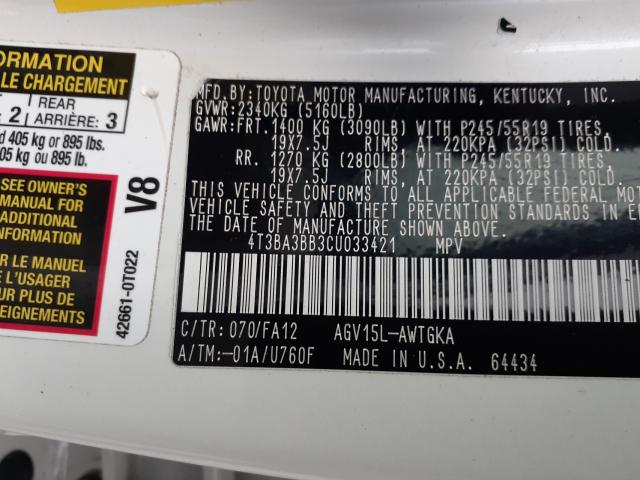 FORMATION
LE CHARGEMENT
2
REAR
ARRIÈRE: 3
405 kg or 895 lbs.
05 kg ou 895 lb.
SEE OWNER'S
MANUAL FOR
ADDITIONAL
INFORMATION
LE MANUEL
L'USAGER
PLUS DE
V8
42661-0T022
MFD. BY: TOYOTA MOTOR MANUFACTURING, KENTUCKY, INC.
GVWR: 2340KG (5160LB)
GAWR: FRT. 1400 KG (3090LB) WITH P245/55R19 TIRES,
19X7.5J RIMS, AT 220KPA (32PSI) COLD.
RR. 1270 KG (2800LB) WITH P245/55R19 TIRES,
19X7.5J RIMS, AT 220KPA (32PSI) COLD.
THIS VEHICLE CONFORMS TO ALL APPLICABLE FEDERAL MO
VEHICLE SAFETY AND THEFT PREVENTION STANDARDS IN E
THE DATE OF MANUFACTURE SHOWN ABOVE.
4T3BA3BB3CU033421 MPV
C/TR: 070/FA12 AGV15L-AWTGKA
A/TM: -01A/U760F MADE IN U.S.A. 64434